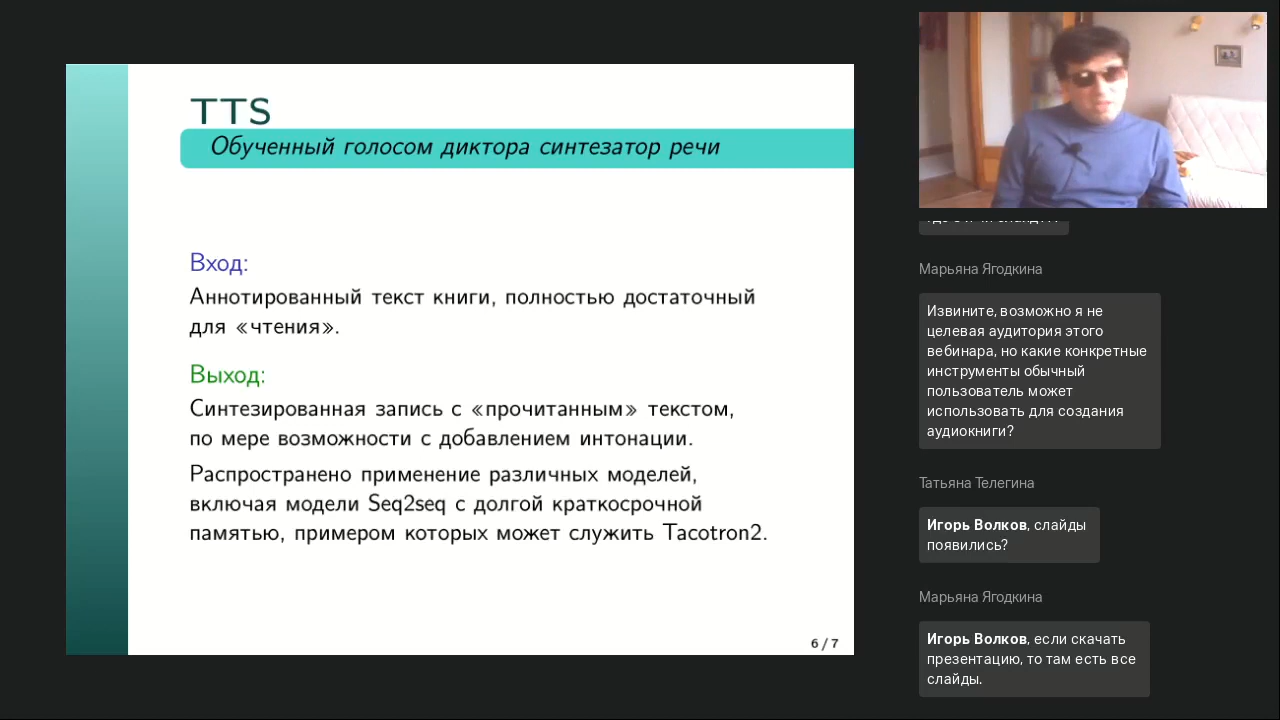 TTS
Обученный голосом диктора синтезатор речи
Вход:
Аннотированный текст книги, полностью достаточный
для «чтения».
Выход:
Синтезированная запись с «прочитанным» текстом,
по мере возможности с добавлением интонации.
Распространено применение различных моделей,
включая модели Seq2seq с долгой краткосрочной
памятью, примером которых может служить Tacotron2.
6 / 7
Марьяна Ягодкина
Извините, возможно я не
целевая аудитория этого
вебинара, но какие конкретные
инструменты обычный
пользователь может
использовать для создания
аудиокниги?
Татьяна Телегина
Игорь Волков, слайды
появились?
Марьяна Ягодкина
Игорь Волков, если скачать
презентацию, то там есть все
слайды.